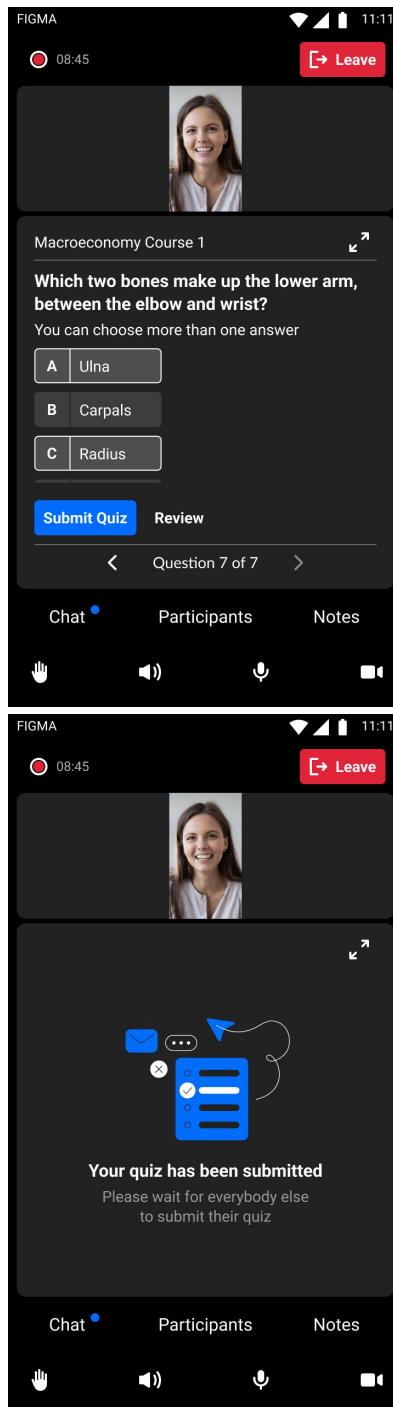 FIGMA 11:11
08:45 Leave
Macroeconomy Course 1
Which two bones make up the lower arm,
between the elbow and wrist?
You can choose more than one answer
A Ulna
B Carpals
C Radius
Submit Quiz Review
Question 7 of 7
Chat Participants Notes
FIGMA 11:11
08:45 Leave
Your quiz has been submitted
Please wait for everybody else
to submit their quiz
Chat Participants Notes